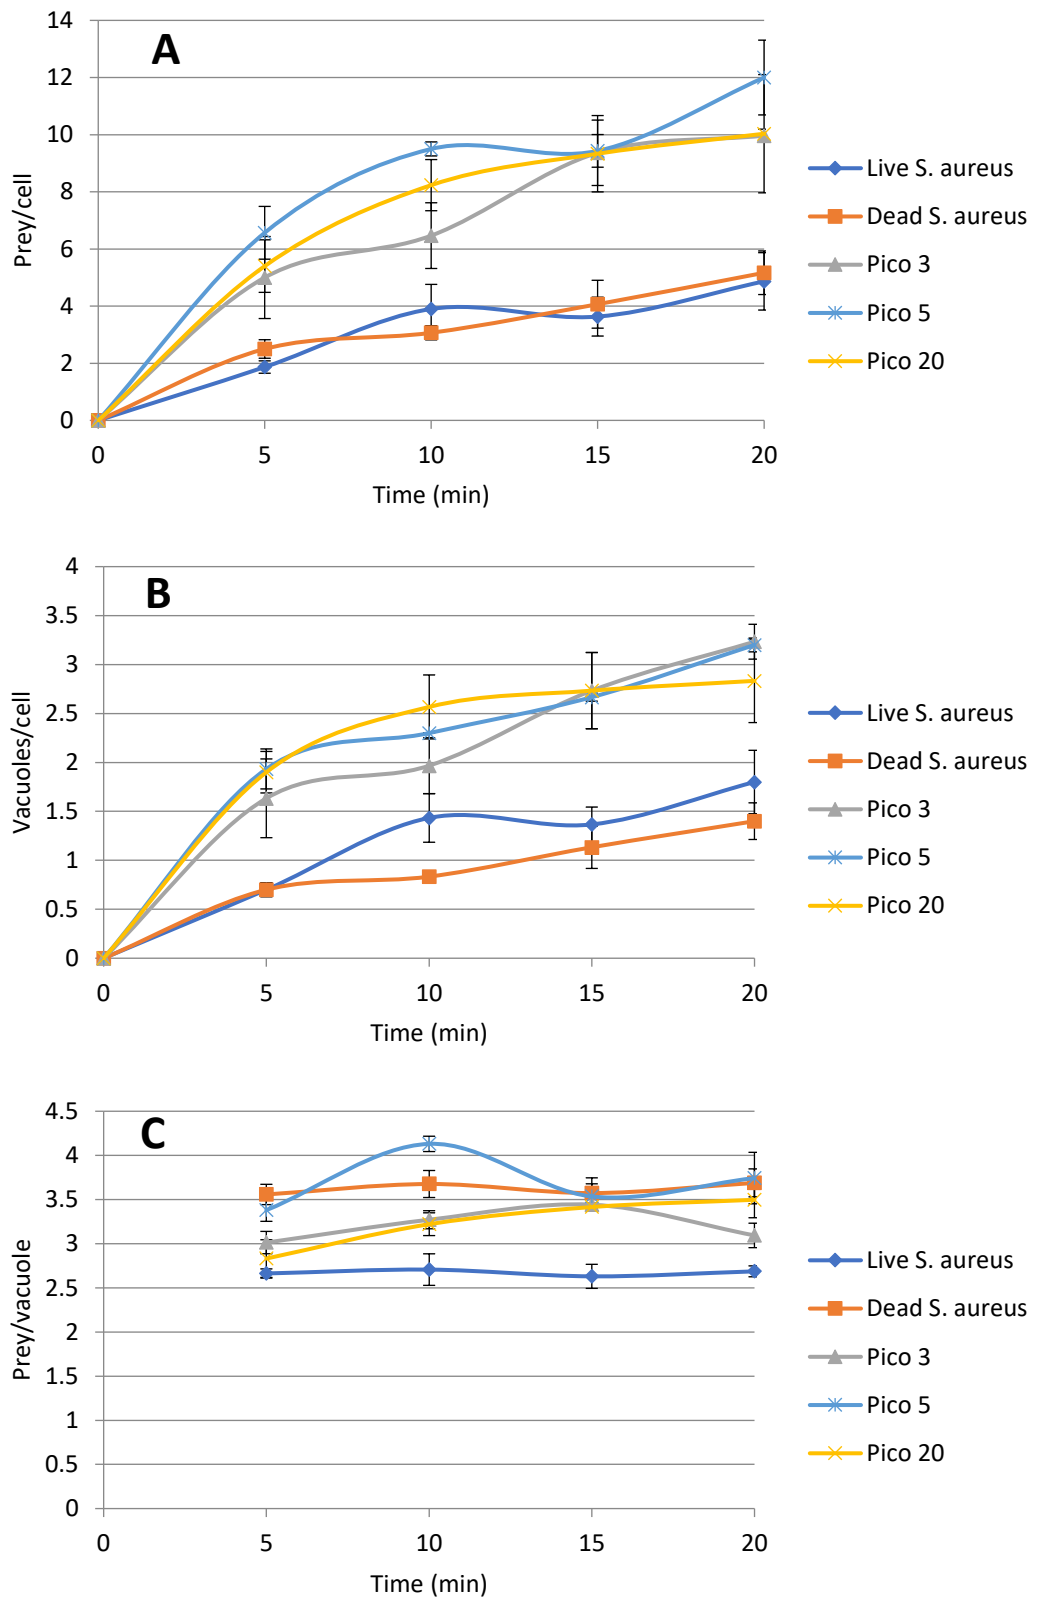 A
14
12
10
8
6
4
2
0
Prey/cell
0 5 10 15 20
Time (min)
Live S. aureus
Dead S. aureus
Pico 3
Pico 5
Pico 20
B
4
3.5
3
2.5
2
1.5
1
0.5
0
Vacuoles/cell
0 5 10 15 20
Time (min)
Live S. aureus
Dead S. aureus
Pico 3
Pico 5
Pico 20
C
4.5
4
3.5
3
2.5
2
1.5
1
0.5
0
Prey/vacuole
0 5 10 15 20
Time (min)
Live S. aureus
Dead S. aureus
Pico 3
Pico 5
Pico 20